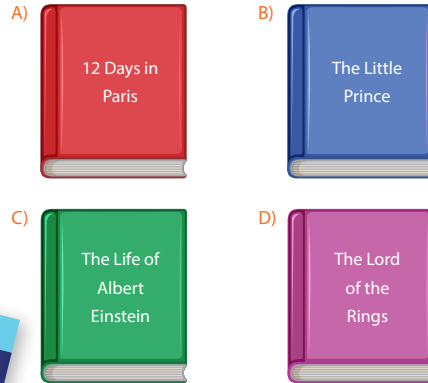 A)
12 Days in
Paris
B)
The Little
Prince
C)
The Life of
Albert
Einstein
D)
The Lord
of the
Rings